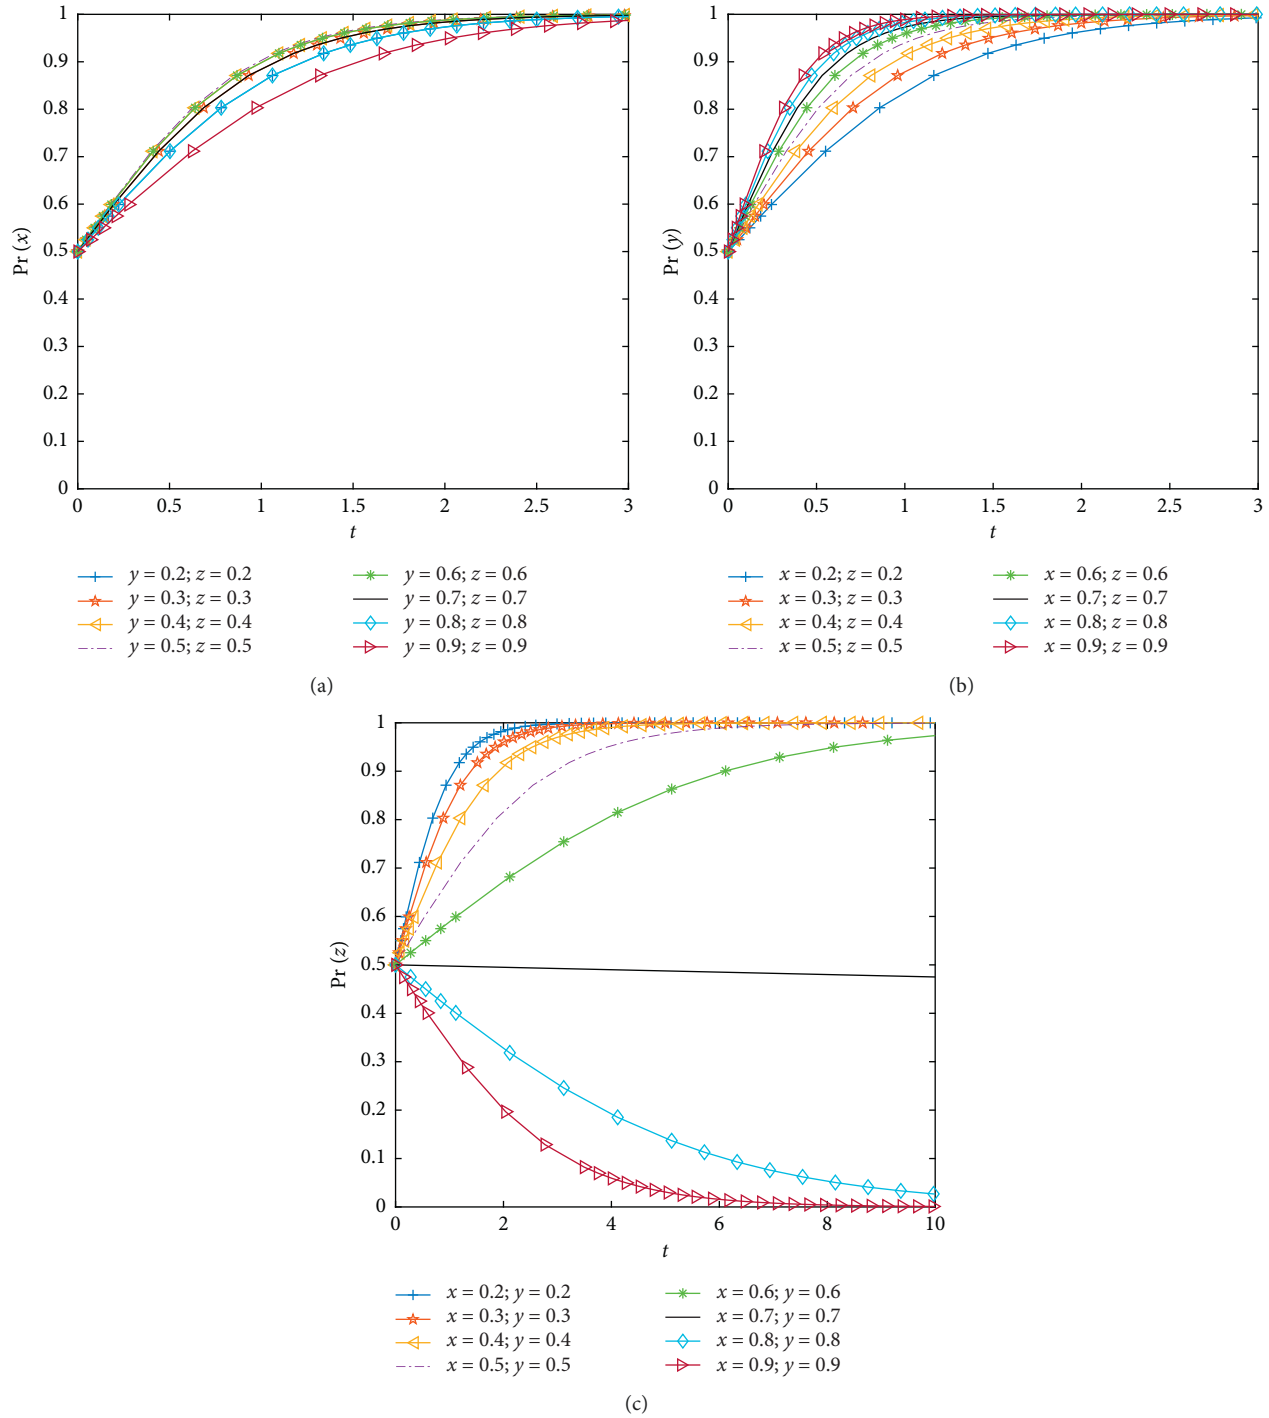 1
0.9
0.8
0.7
0.6
0.5
0.4
0.3
0.2
0.1
0
Pr (x)
0 0.5 1 1.5 2 2.5 3
t
y = 0.2; z = 0.2
y = 0.3; z = 0.3
y = 0.4; z = 0.4
y = 0.5; z = 0.5
y = 0.6; z = 0.6
y = 0.7; z = 0.7
y = 0.8; z = 0.8
y = 0.9; z = 0.9
(a)
1
0.9
0.8
0.7
0.6
0.5
0.4
0.3
0.2
0.1
0
Pr (y)
0 0.5 1 1.5 2 2.5 3
t
x = 0.2; z = 0.2
x = 0.3; z = 0.3
x = 0.4; z = 0.4
x = 0.5; z = 0.5
x = 0.6; z = 0.6
x = 0.7; z = 0.7
x = 0.8; z = 0.8
x = 0.9; z = 0.9
(b)
1
0.9
0.8
0.7
0.6
0.5
0.4
0.3
0.2
0.1
0
Pr (z)
0 2 4 6 8 10
t
x = 0.2; y = 0.2
x = 0.3; y = 0.3
x = 0.4; y = 0.4
x = 0.5; y = 0.5
x = 0.6; y = 0.6
x = 0.7; y = 0.7
x = 0.8; y = 0.8
x = 0.9; y = 0.9
(c)